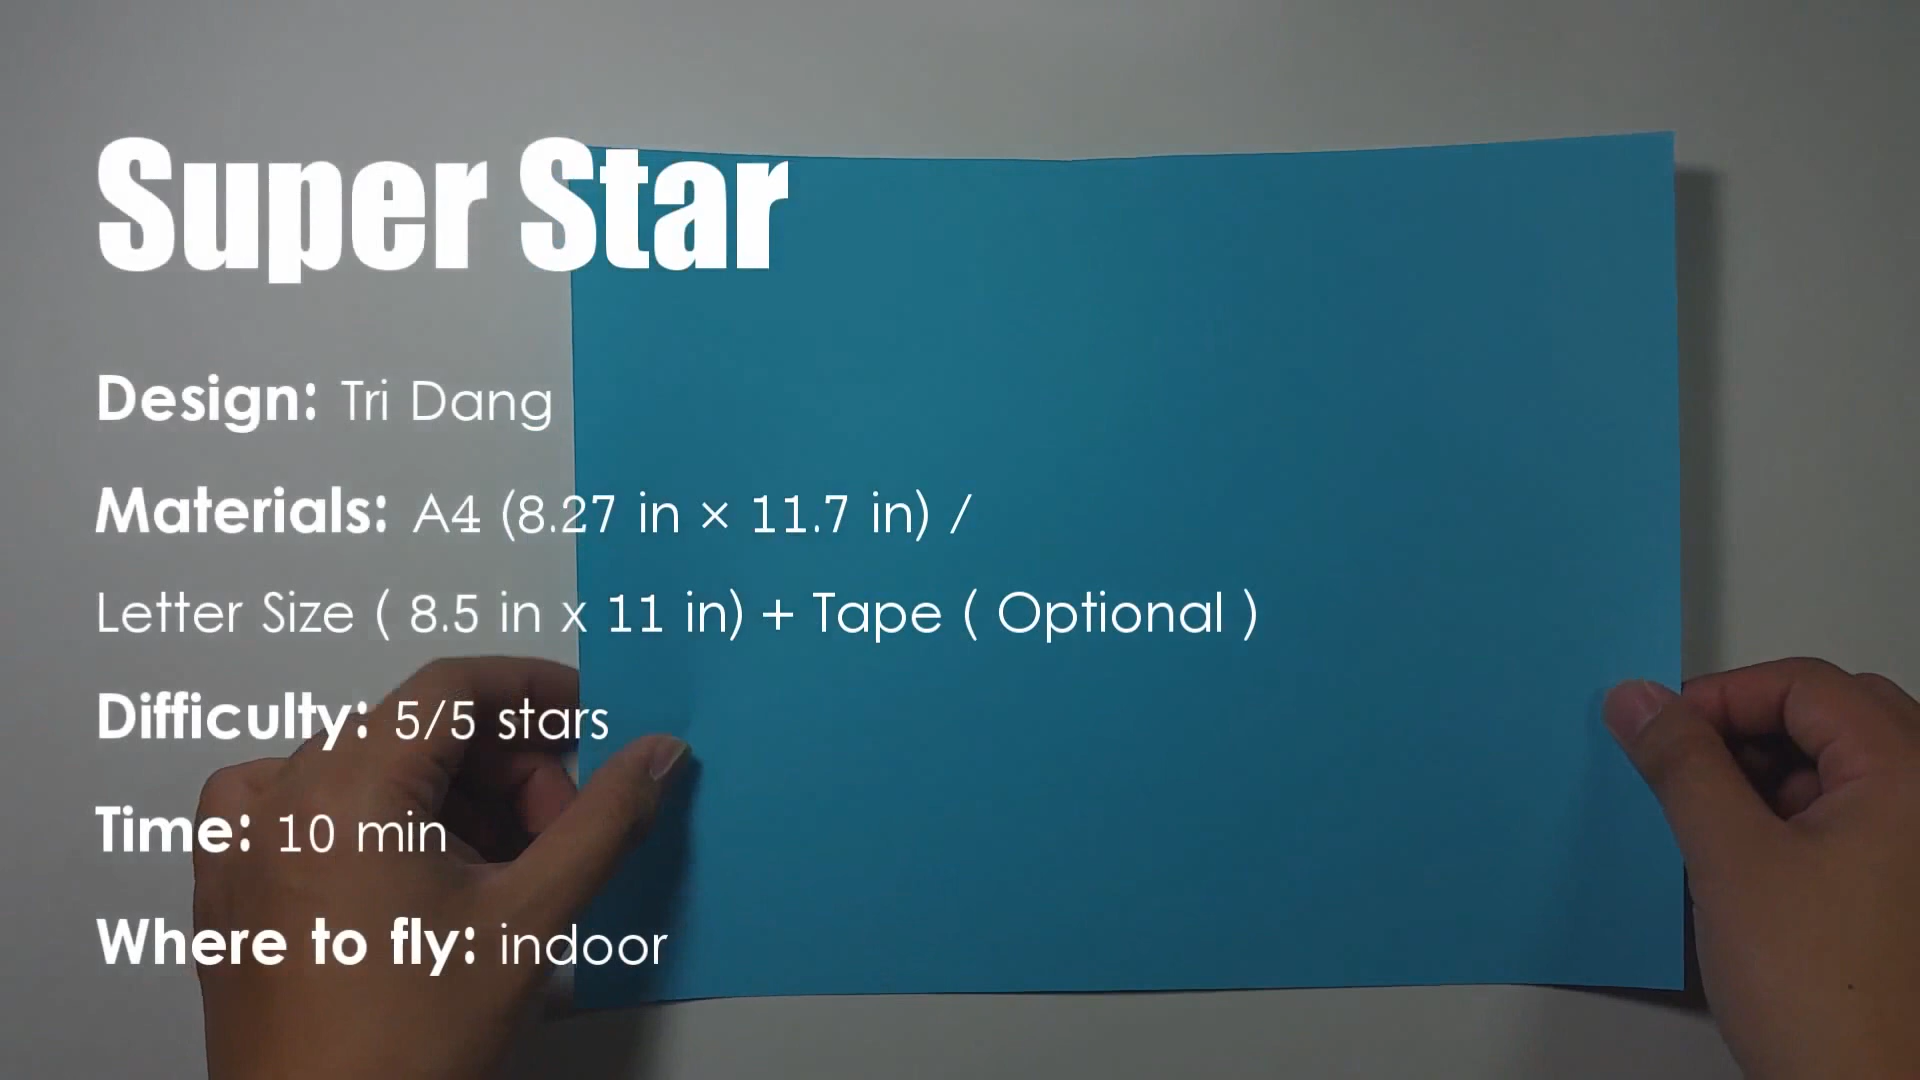 Super Star
Design: Tri Dang
Materials: A4 (8.27 in × 11.7 in) /
Letter Size ( 8.5 in x 11 in) + Tape ( Optional )
Difficulty: 5/5 stars
Time: 10 min
Where to fly: indoor